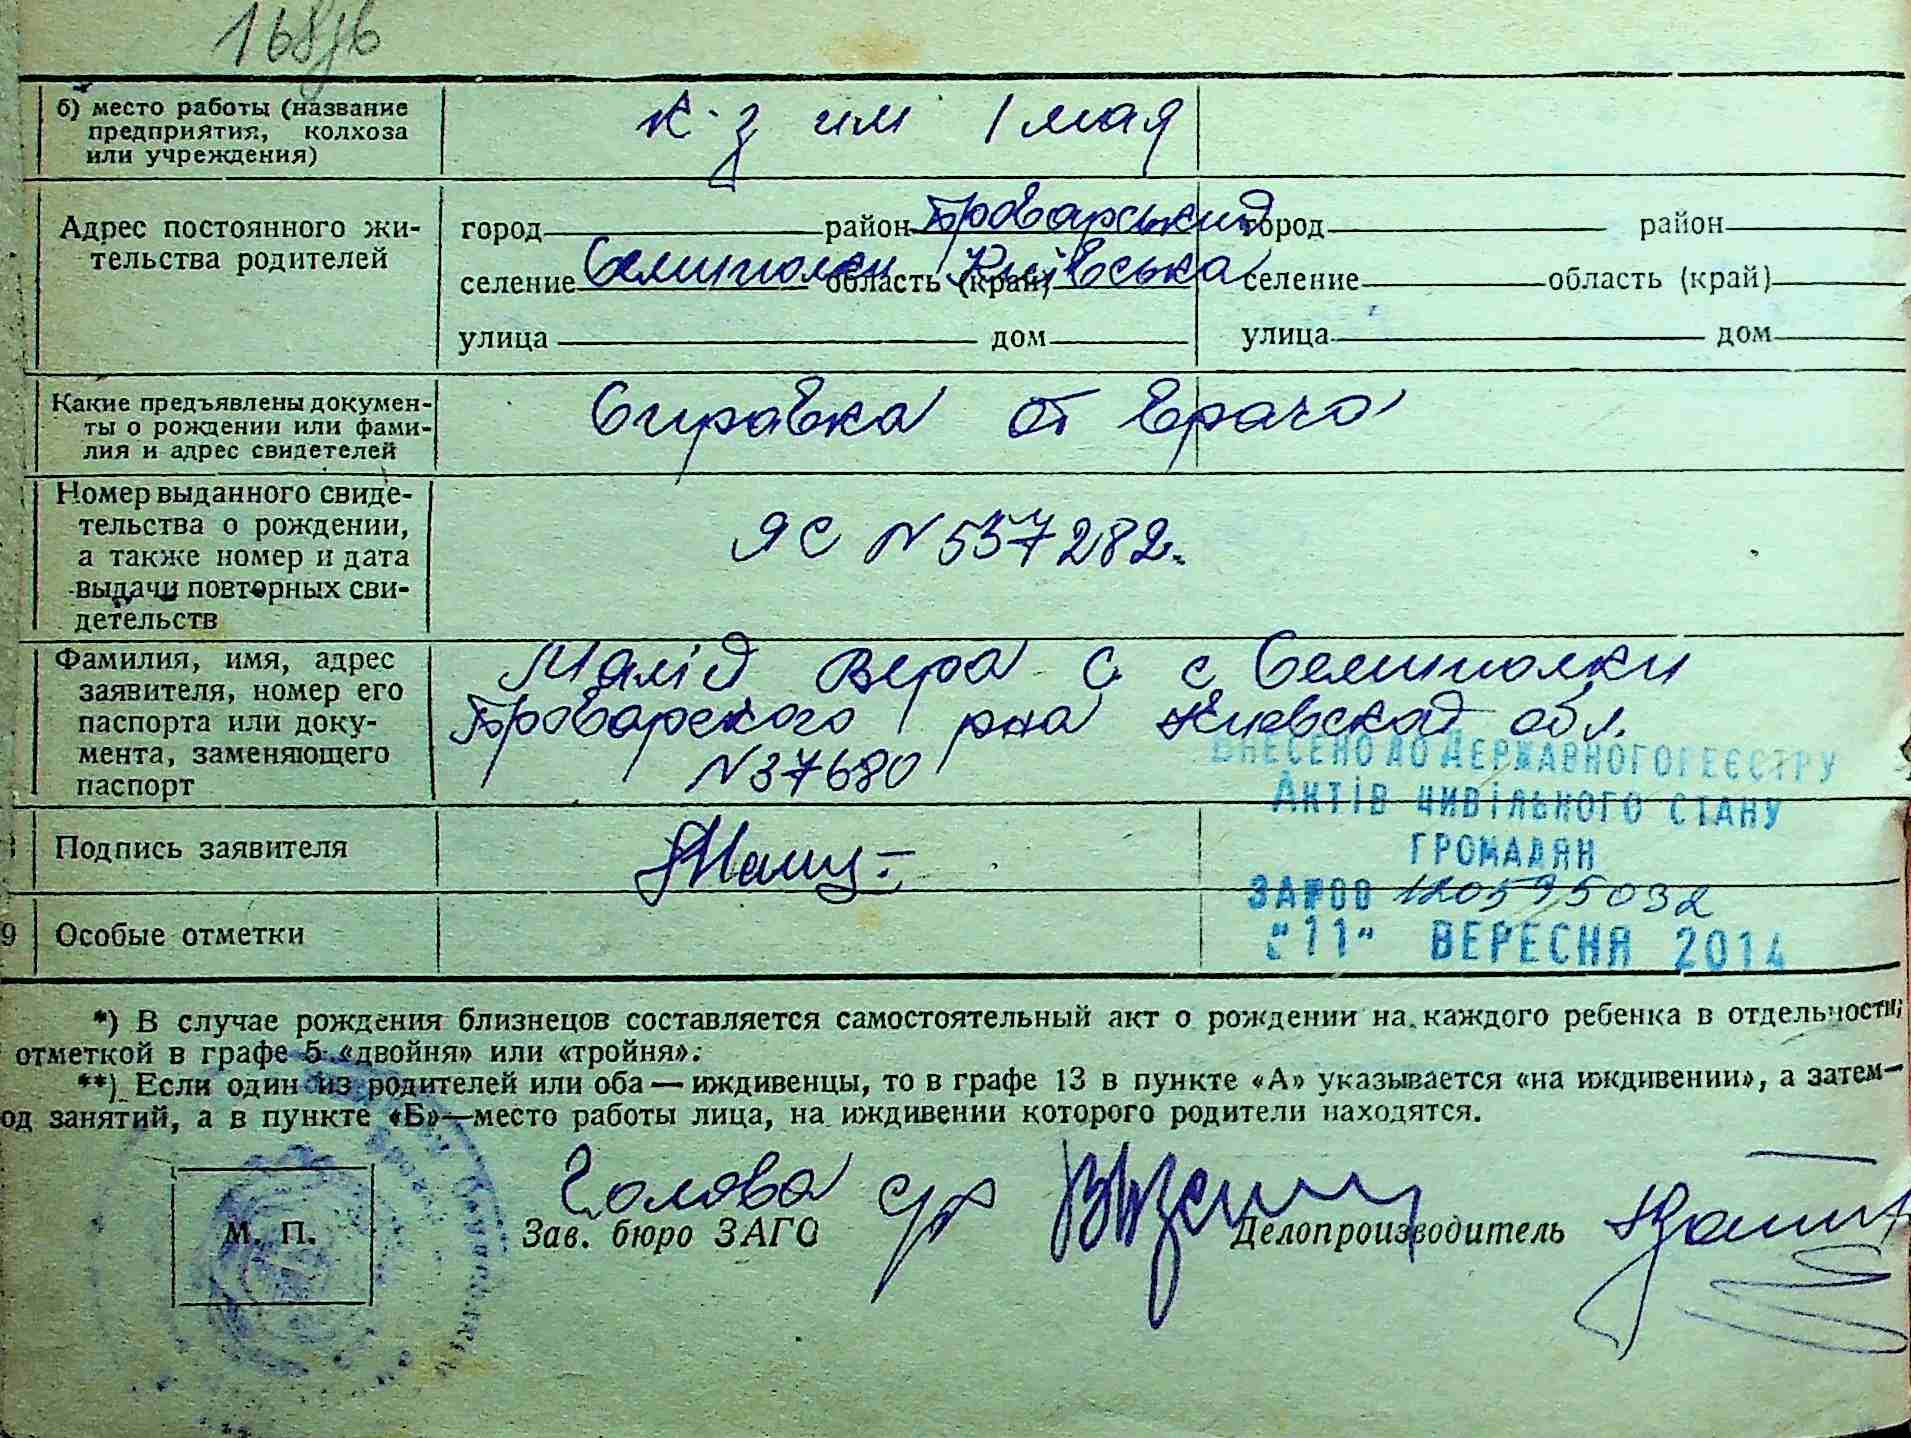 б) место работы (название
предприятия, колхоза
или учреждения)
к-з им 1 мая
Адрес постоянного жи-
тельства родителей
город район Броварський
селение Семиполки область (край) Київська
улица дом
город район
селение область (край)
улица дом
Какие предъявлены докумен-
ты о рождении или фами-
лия и адрес свидетелей
Справка от врача
Номер выданного свиде-
тельства о рождении,
а также номер и дата
выдачи повторных сви-
детельств
ЯС N 557282.
Фамилия, имя, адрес
заявителя, номер его
паспорта или доку-
мента, заменяющего
паспорт
Малід Вера С с Семиполки
Броварского рна Киевской обл.
N 37680
ВНЕСЕНО ДО ДЕРЖАВНОГО РЕЄСТРУ
АКТІВ ЦИВІЛЬНОГО СТАНУ
ГРОМАДЯН
ЗА №00 120595032
"11" ВЕРЕСНЯ 2014
Подпись заявителя
9 Особые отметки
*) В случае рождения близнецов составляется самостоятельный акт о рождении на каждого ребенка в отдельности,
отметкой в графе 5 «двойня» или «тройня».
**) Если один из родителей или оба — иждивенцы, то в графе 13 в пункте «А» указывается «на иждивении», а затем—
од занятий, а в пункте «Б»—место работы лица, на иждивении которого родители находятся.
Голова с/р
М. П. Зав. бюро ЗАГС Делопроизводитель